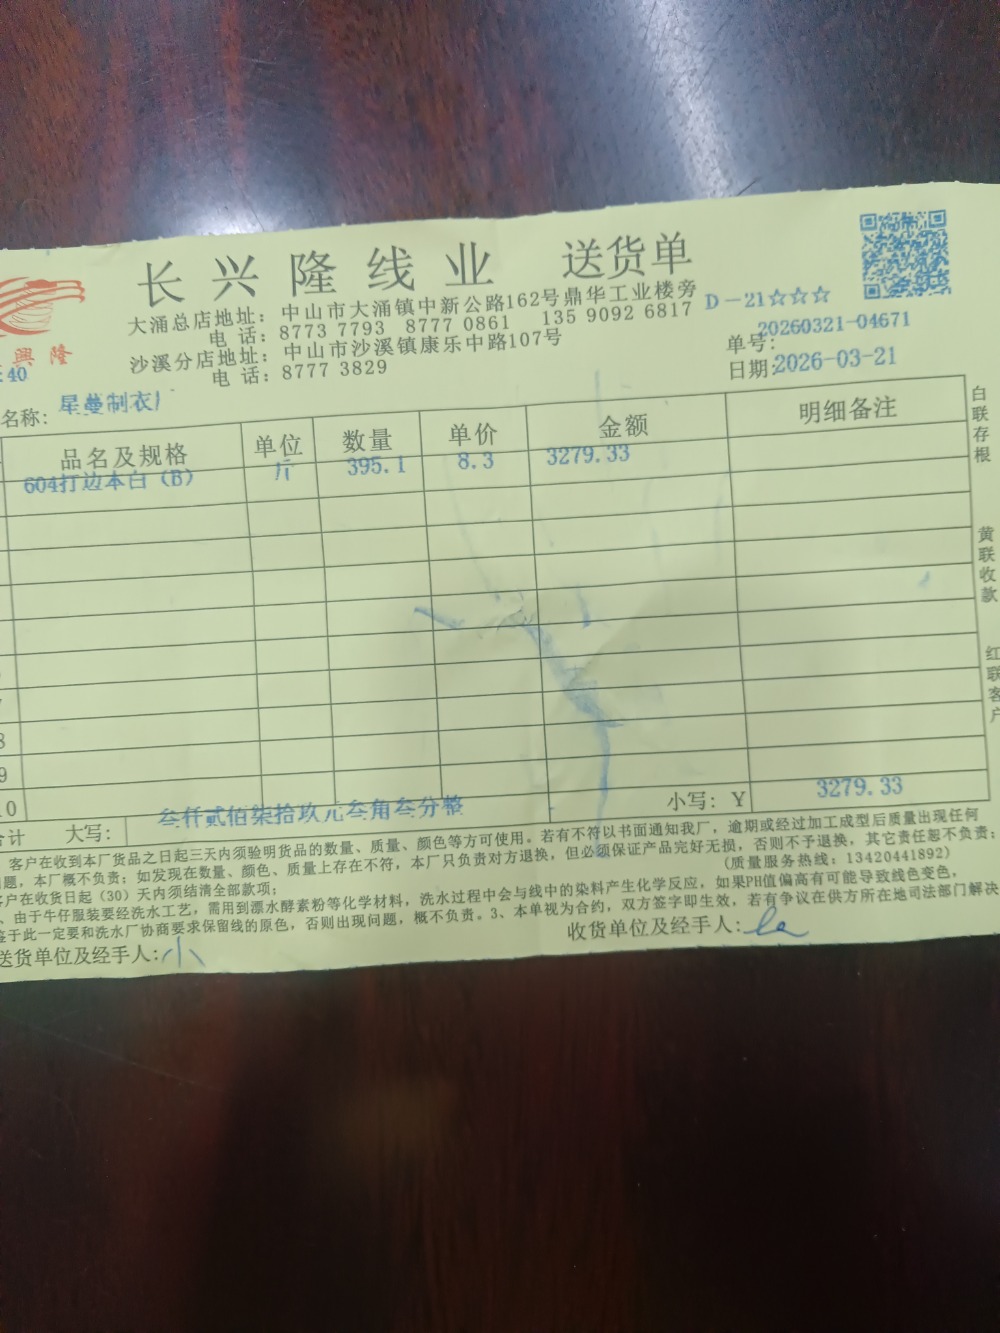 長興隆线业 送货单
大涌总店地址：中山市大涌镇中新公路162号鼎华工业楼旁
电 话：8773 7793 8777 0861 135 9092 6817
D－21☆☆☆
沙溪分店地址：中山市沙溪镇康乐中路107号
电 话：8777 3829
興 隆
:40
单号：20260321-04671
日期:2026-03-21
名称：星蔓制衣厂
品名及规格 单位 数量 单价 金额 明细备注
604打边本白（B） 斤 395.1 8.3 3279.33
8
9
10
合计 大写：叁仟贰佰柒拾玖元叁角叁分整 小写：Y 3279.33
客户在收到本厂货品之日起三天内须验明货品的数量、质量、颜色等方可使用。若有不符以书面通知我厂，逾期或经过加工成型后质量出现任何
问题，本厂概不负责；如发现在数量、颜色、质量上存在不符，本厂只负责对方退换，但必须保证产品完好无损，否则不予退换，其它责任恕不负责；
客户在收货日起（30）天内须结清全部款项； （质量服务热线：13420441892）
、由于牛仔服装要经洗水工艺，需用到漂水酵素粉等化学材料，洗水过程中会与线中的染料产生化学反应，如果PH值偏高有可能导致线色变色，
鉴于此一定要和洗水厂协商要求保留线的原色，否则出现问题，概不负责。3、本单视为合约，双方签字即生效，若有争议在供方所在地司法部门解决
送货单位及经手人:小
收货单位及经手人:
白联存根
黄联收款
红联客户